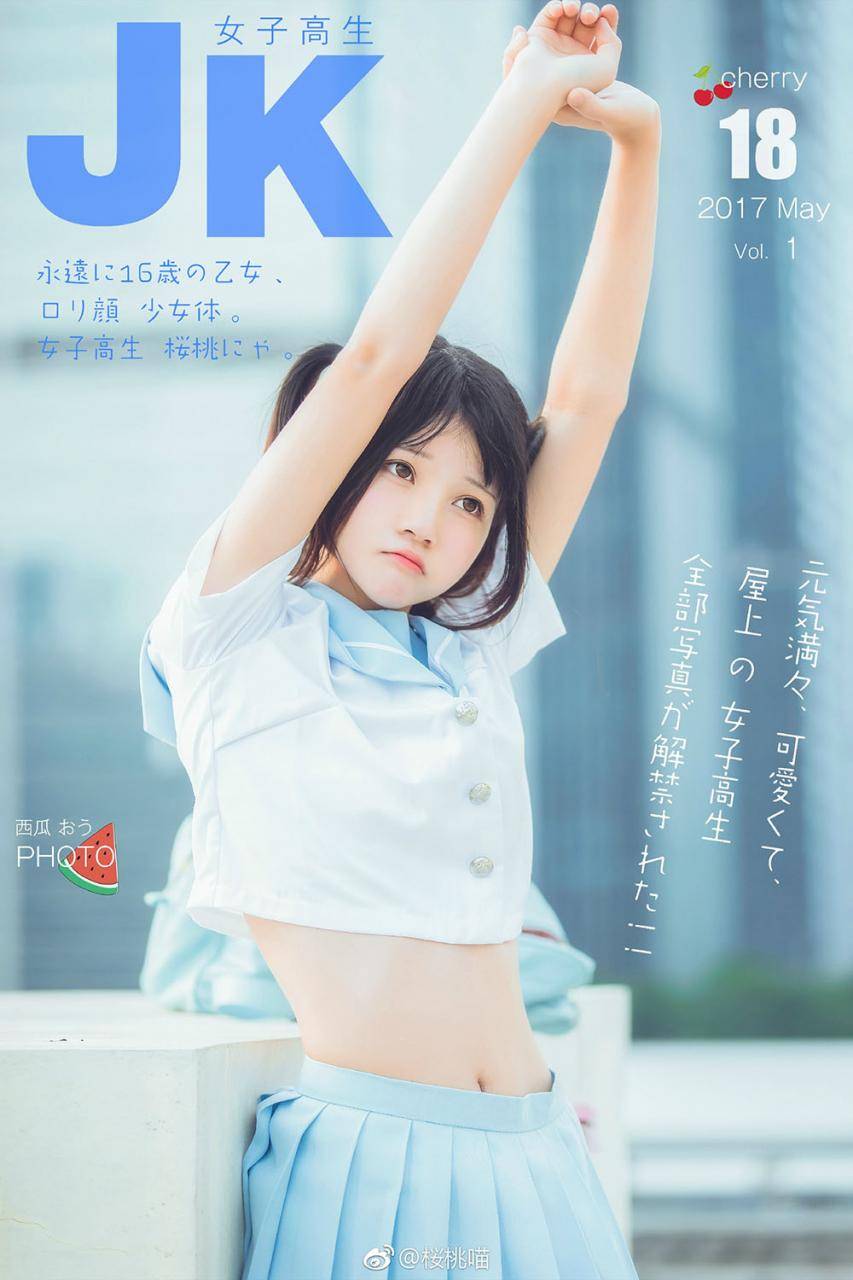 女子高生
JK
永遠に16歳の乙女、
ロリ顔 少女体。
女子高生 桜桃にゃ。
cherry
18
2017 May
Vol. 1
元気満々、可愛くて、
屋上の女子高生
全部写真が解禁された!!
西瓜 おう
PHOTO
@桜桃喵